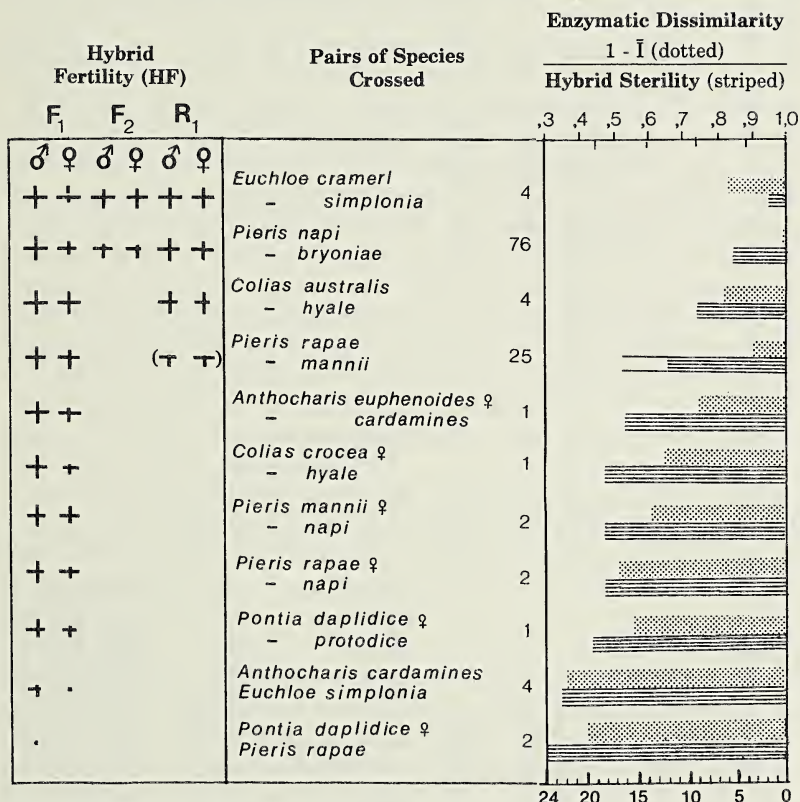 Enzymatic Dissimilarity
1 - Ī (dotted)
Hybrid Sterility (striped)
Hybrid
Fertility (HF)
Pairs of Species
Crossed
F1 F2 R1
,3 ,4 ,5 ,6 ,7 ,8 ,9 1,0
♂ ♀ ♂ ♀ ♂ ♀
Euchloe cramerl
– simplonia 4
+ + + + + +
Pieris napi
– bryoniae 76
+ + + + + +
Colias australis
– hyale 4
+ + + +
Pieris rapae
– mannii 25
+ + (+ +)
Anthocharis euphenoides ♀
– cardamines 1
+ +
Colias crocea ♀
– hyale 1
+ +
Pieris mannii ♀
– napi 2
+ +
Pieris rapae ♀
– napi 2
+ +
Pontia daplidice ♀
– protodice 1
+ +
Anthocharis cardamines
Euchloe simplonia 4
+ .
Pontia daplidice ♀
Pieris rapae 2
.
24 20 15 10 5 0